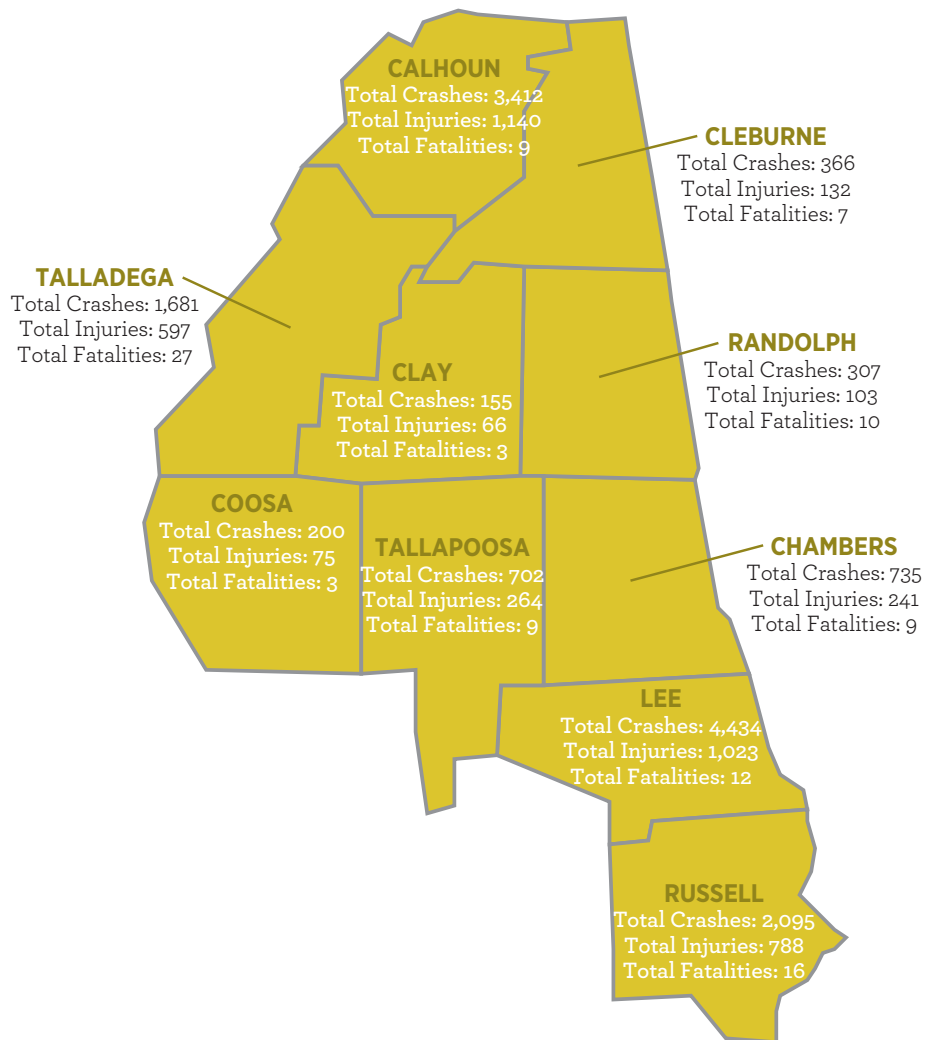 CALHOUN
Total Crashes: 3,412
Total Injuries: 1,140
Total Fatalities: 9
CLEBURNE
Total Crashes: 366
Total Injuries: 132
Total Fatalities: 7
TALLADEGA
Total Crashes: 1,681
Total Injuries: 597
Total Fatalities: 27
RANDOLPH
Total Crashes: 307
Total Injuries: 103
Total Fatalities: 10
CLAY
Total Crashes: 155
Total Injuries: 66
Total Fatalities: 3
COOSA
Total Crashes: 200
Total Injuries: 75
Total Fatalities: 3
TALLAPOOSA
Total Crashes: 702
Total Injuries: 264
Total Fatalities: 9
CHAMBERS
Total Crashes: 735
Total Injuries: 241
Total Fatalities: 9
LEE
Total Crashes: 4,434
Total Injuries: 1,023
Total Fatalities: 12
RUSSELL
Total Crashes: 2,095
Total Injuries: 788
Total Fatalities: 16